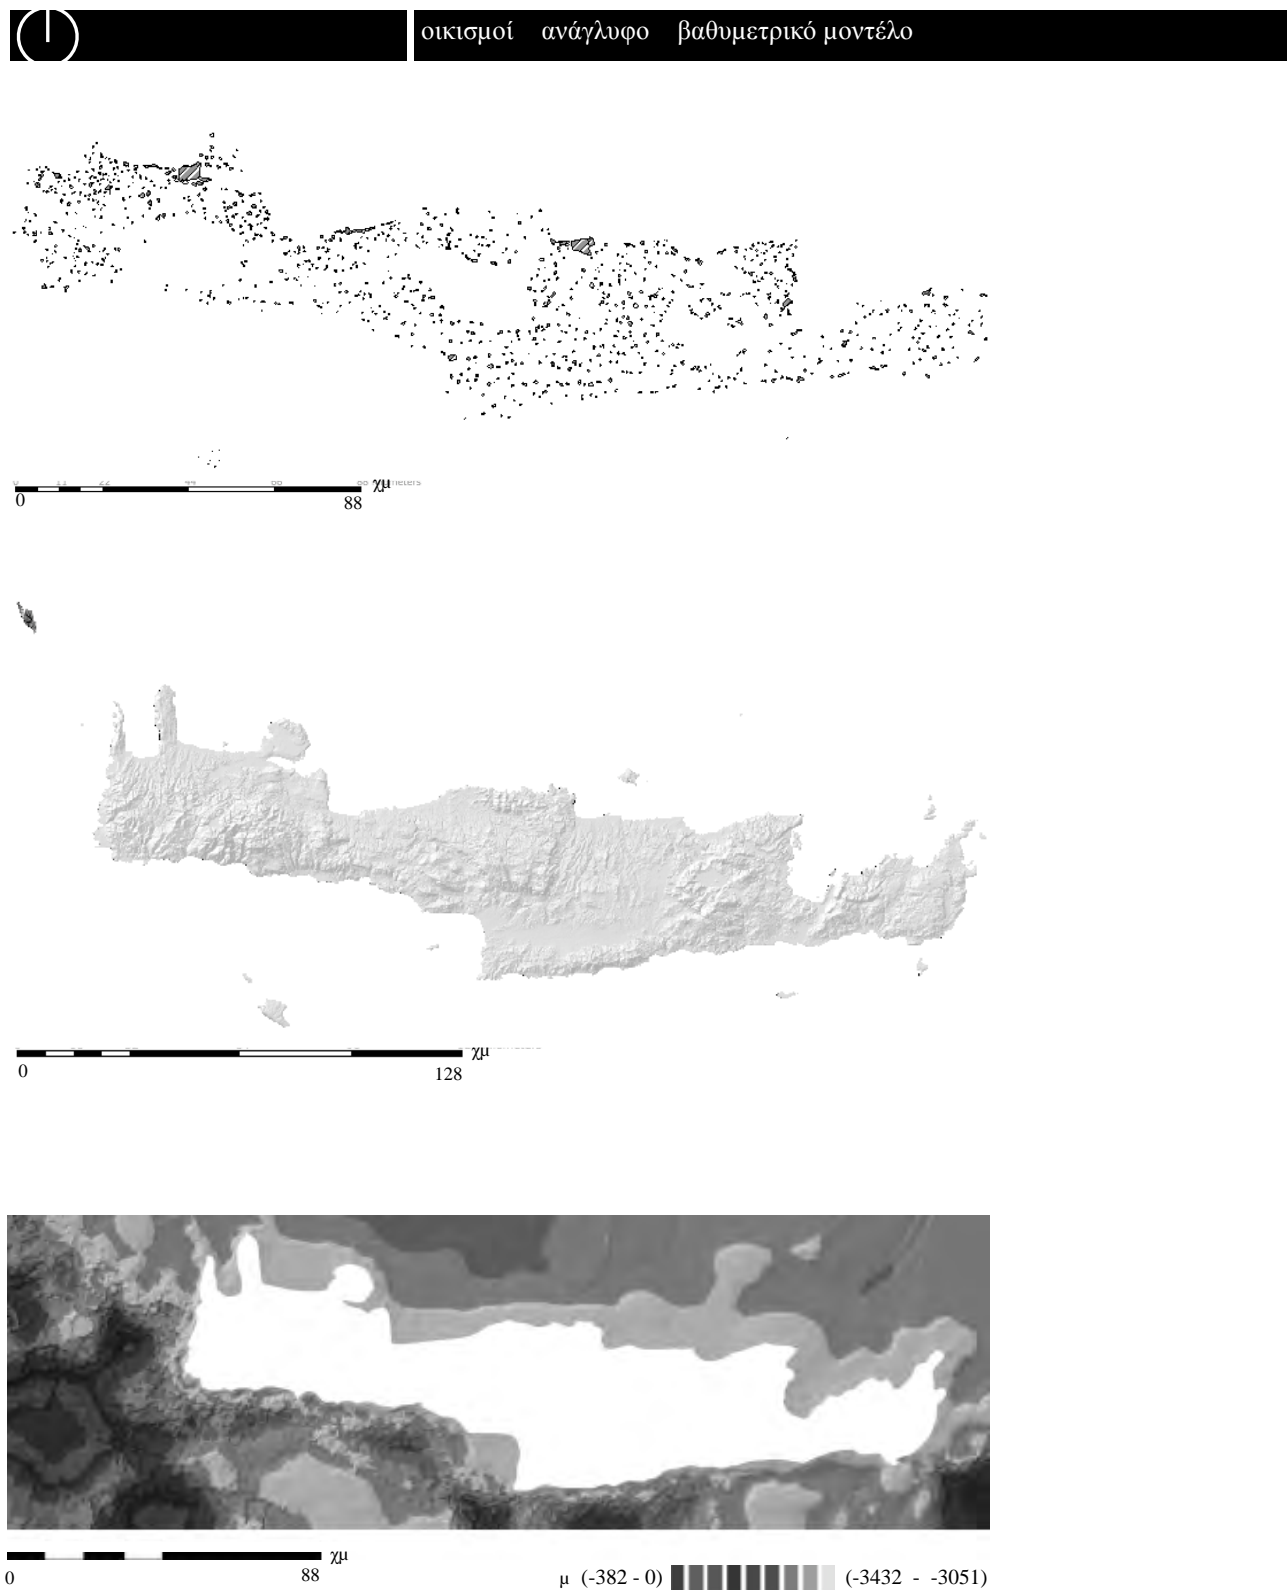 οικισμοί ανάγλυφο βαθυμετρικό μοντέλο
χμ
0 88
χμ
0 128
χμ
0 88
μ (-382 - 0) (-3432 - -3051)